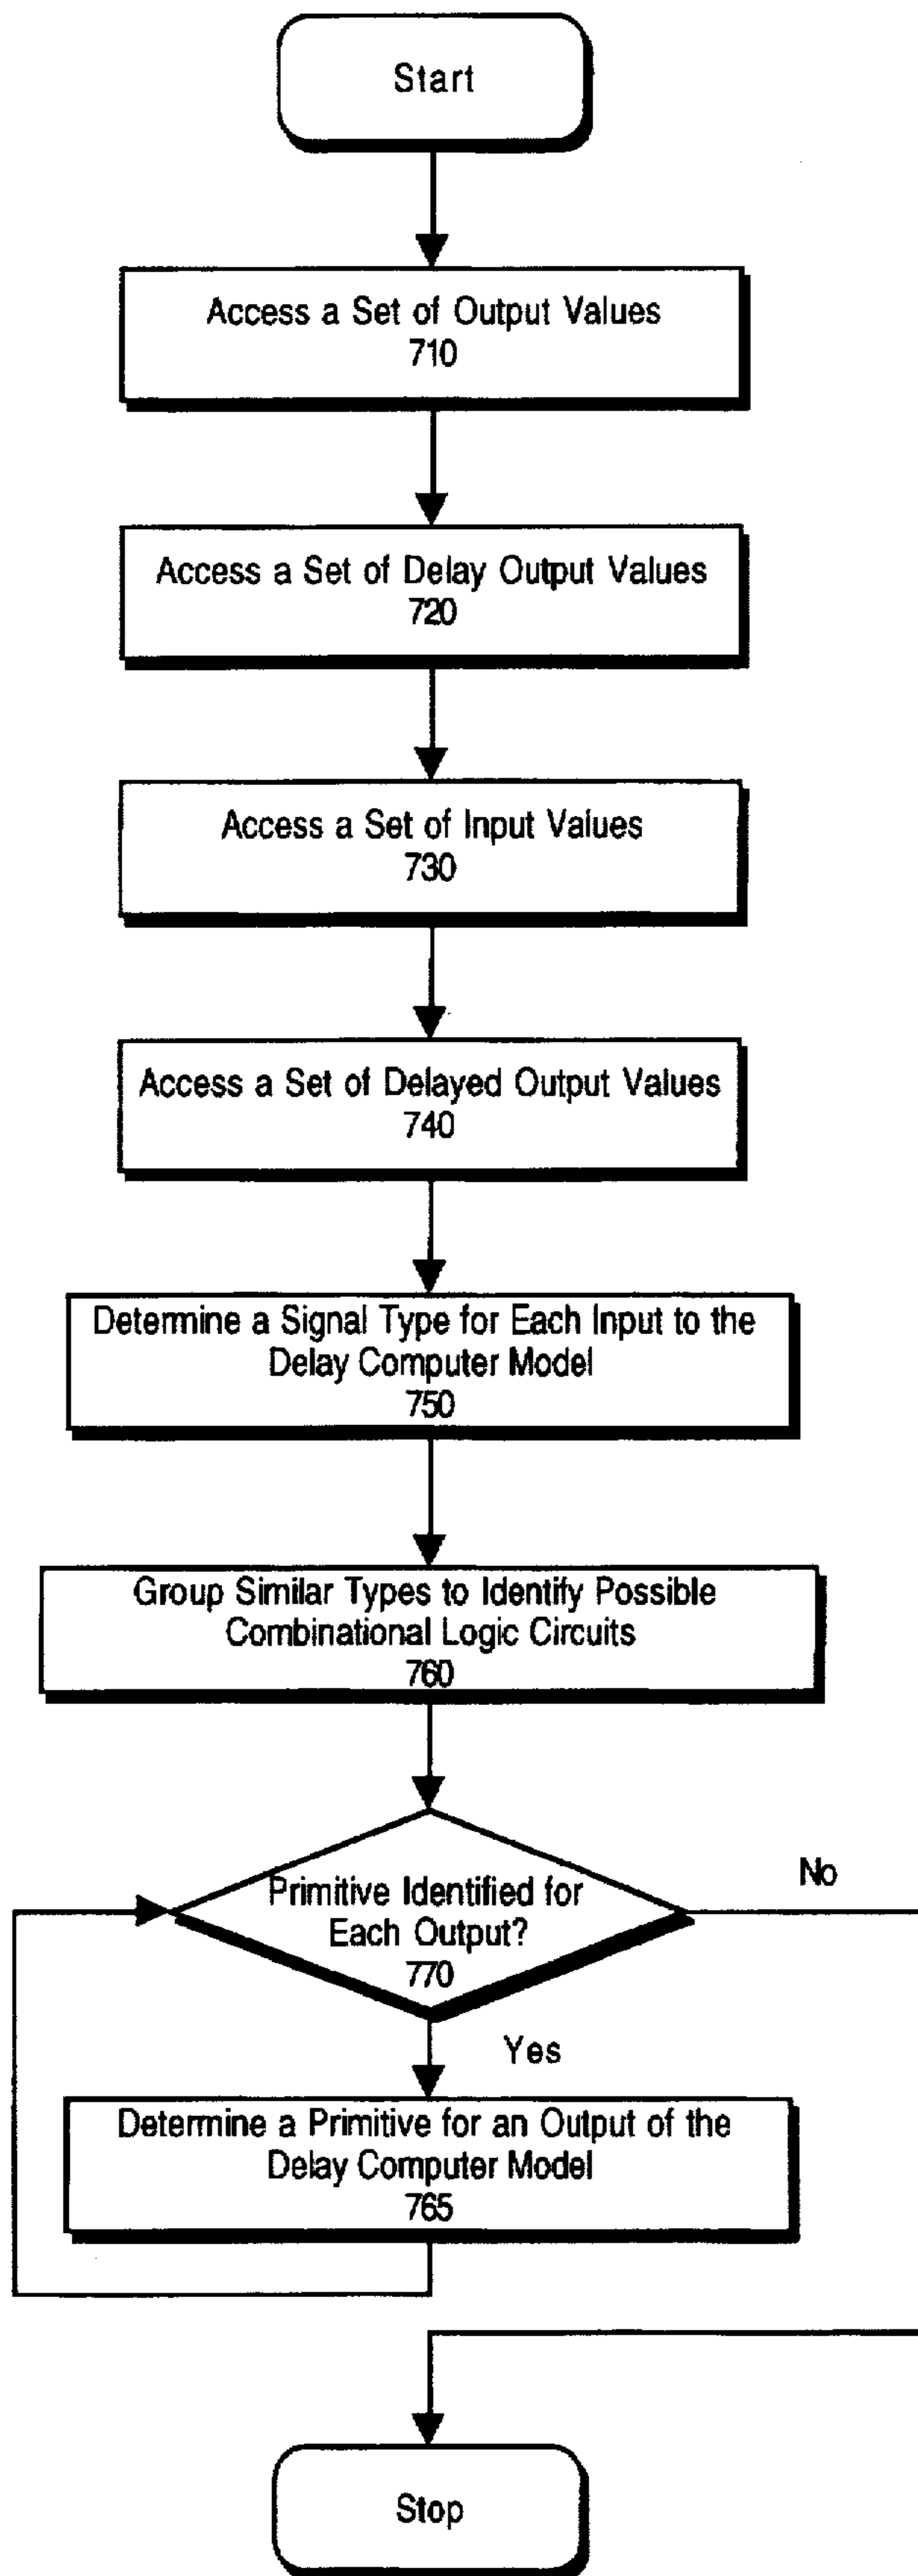 Start
Access a Set of Output Values
710
Access a Set of Delay Output Values
720
Access a Set of Input Values
730
Access a Set of Delayed Output Values
740
Determine a Signal Type for Each Input to the
Delay Computer Model
750
Group Similar Types to Identify Possible
Combinational Logic Circuits
760
Primitive Identified for
Each Output?
770
No
Yes
Determine a Primitive for an Output of the
Delay Computer Model
765
Stop